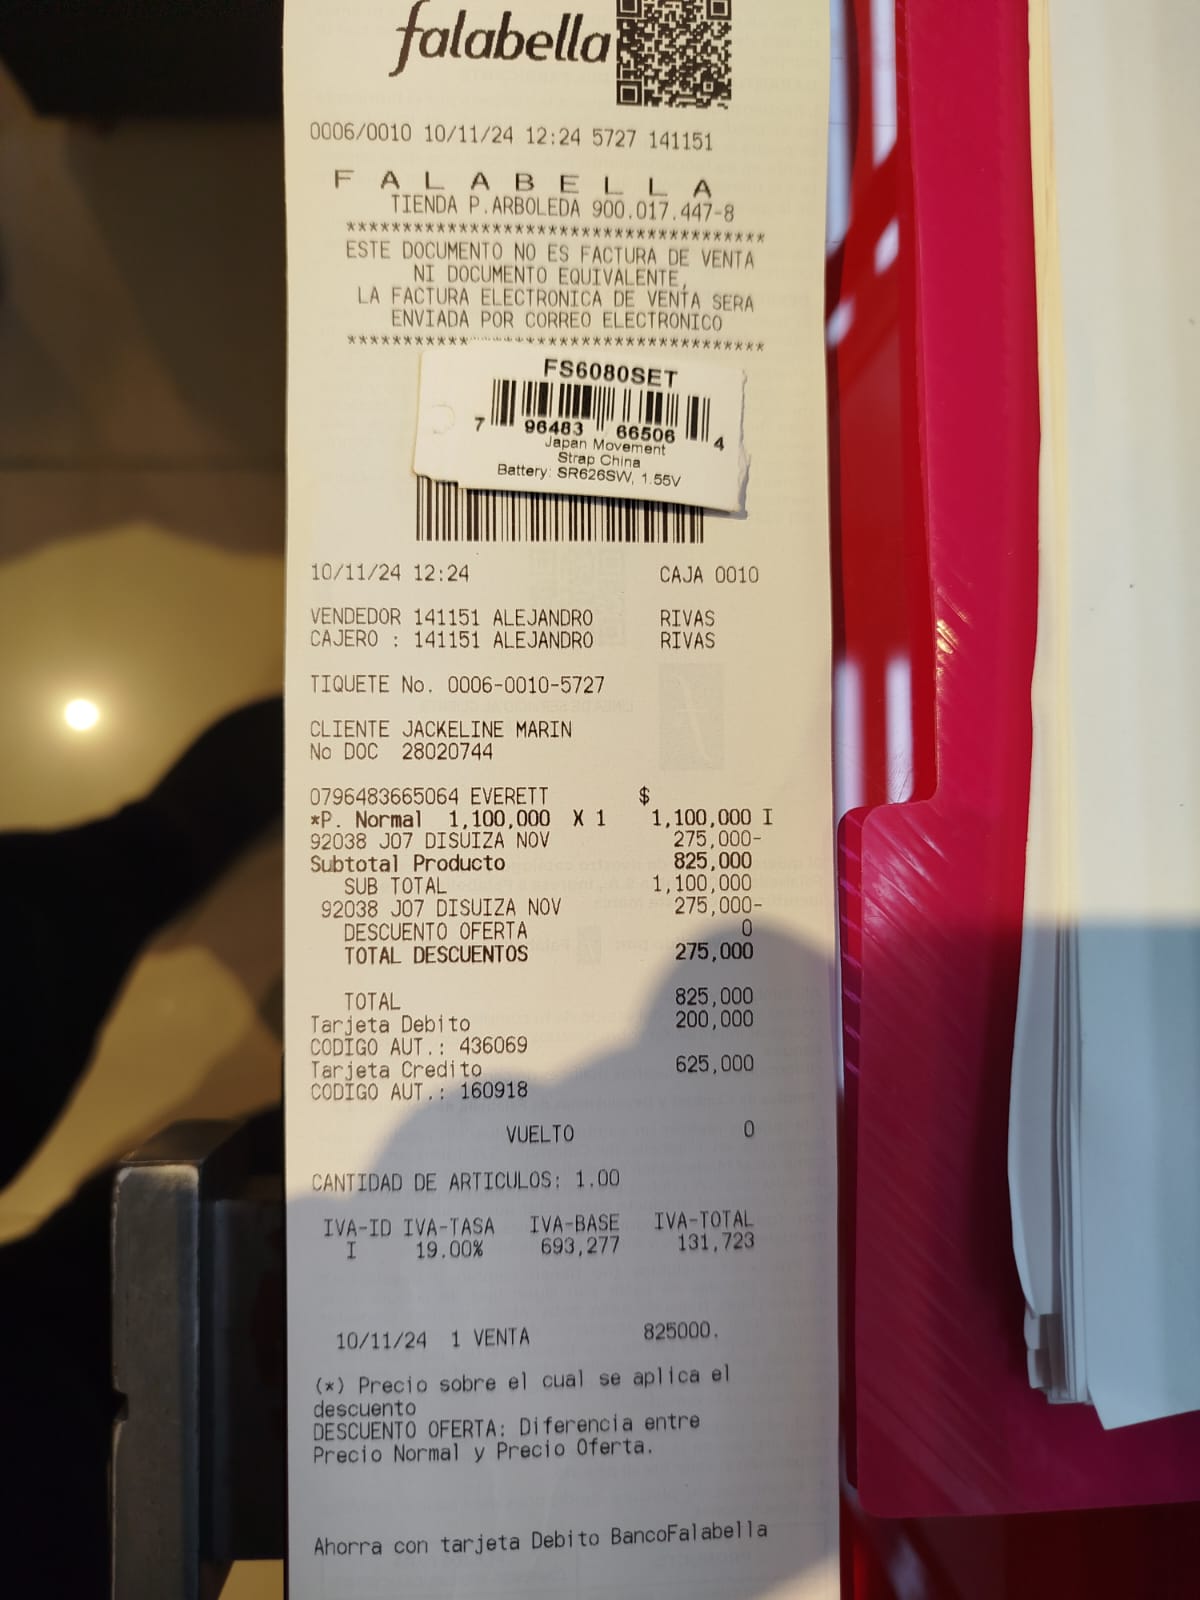 falabella
0006/0010 10/11/24 12:24 5727 141151
F A L A B E L L A
TIENDA P.ARBOLEDA 900.017.447-8
**************************************
ESTE DOCUMENTO NO ES FACTURA DE VENTA
NI DOCUMENTO EQUIVALENTE,
LA FACTURA ELECTRONICA DE VENTA SERA
ENVIADA POR CORREO ELECTRONICO
**************************************
FS6080SET
7 96483 66506 4
Japan Movement
Strap China
Battery: SR626SW, 1.55V
10/11/24 12:24 CAJA 0010
VENDEDOR 141151 ALEJANDRO RIVAS
CAJERO : 141151 ALEJANDRO RIVAS
TIQUETE No. 0006-0010-5727
CLIENTE JACKELINE MARIN
No DOC 28020744
0796483665064 EVERETT $
*P. Normal 1,100,000 X 1 1,100,000 I
92038 J07 DISUIZA NOV 275,000-
Subtotal Producto 825,000
SUB TOTAL 1,100,000
92038 J07 DISUIZA NOV 275,000-
DESCUENTO OFERTA 0
TOTAL DESCUENTOS 275,000
TOTAL 825,000
Tarjeta Debito 200,000
CODIGO AUT.: 436069
Tarjeta Credito 625,000
CODIGO AUT.: 160918
VUELTO 0
CANTIDAD DE ARTICULOS: 1.00
IVA-ID IVA-TASA IVA-BASE IVA-TOTAL
I 19.00% 693,277 131,723
10/11/24 1 VENTA 825000.
(*) Precio sobre el cual se aplica el
descuento
DESCUENTO OFERTA: Diferencia entre
Precio Normal y Precio Oferta.
Ahorra con tarjeta Debito BancoFalabella